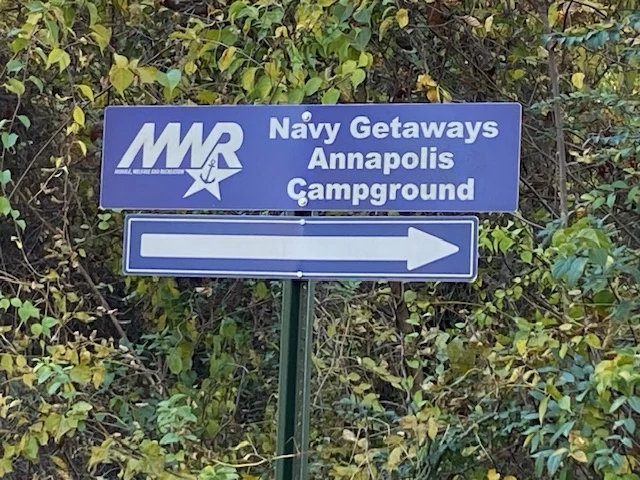 MWR
MORALE, WELFARE AND RECREATION
Navy Getaways
Annapolis
Campground